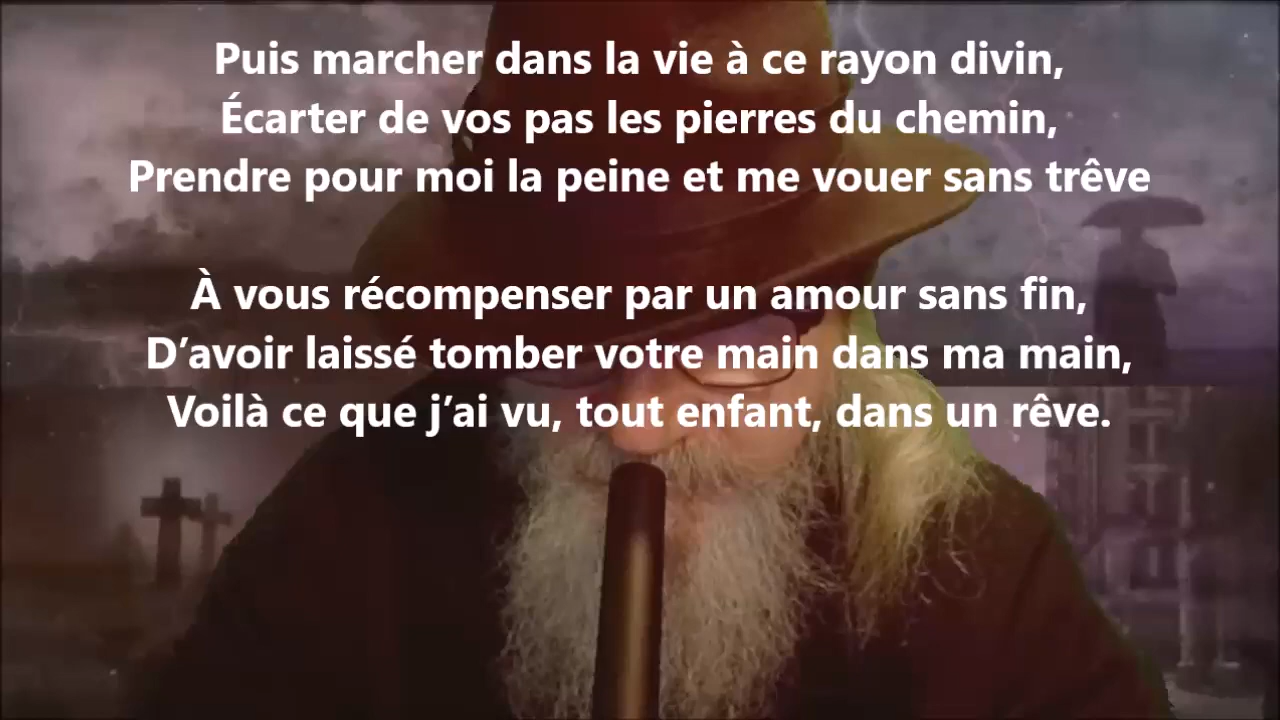 Puis marcher dans la vie à ce rayon divin,
Écarter de vos pas les pierres du chemin,
Prendre pour moi la peine et me vouer sans trêve
À vous récompenser par un amour sans fin,
D’avoir laissé tomber votre main dans ma main,
Voilà ce que j’ai vu, tout enfant, dans un rêve.